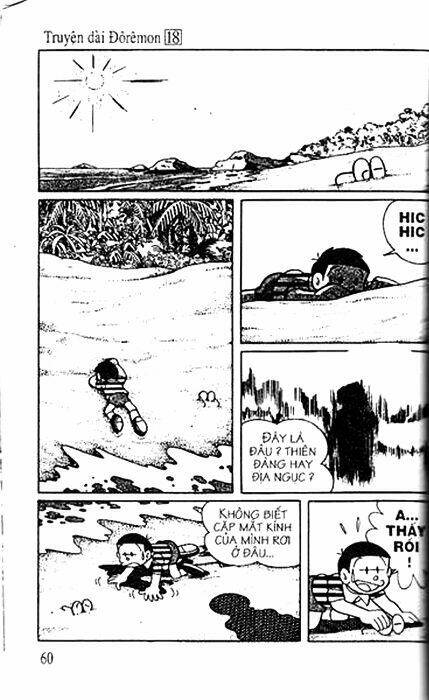 Truyện dài Đôrêmon 18
HIC
HIC
...
ĐÂY LÀ
ĐÂU? THIÊN
ĐÀNG HAY
ĐỊA NGỤC?
KHÔNG BIẾT
CẶP MẮT KÍNH
CỦA MÌNH RƠI
Ở ĐÂU...
A...
THẤY
RỒI
!
60